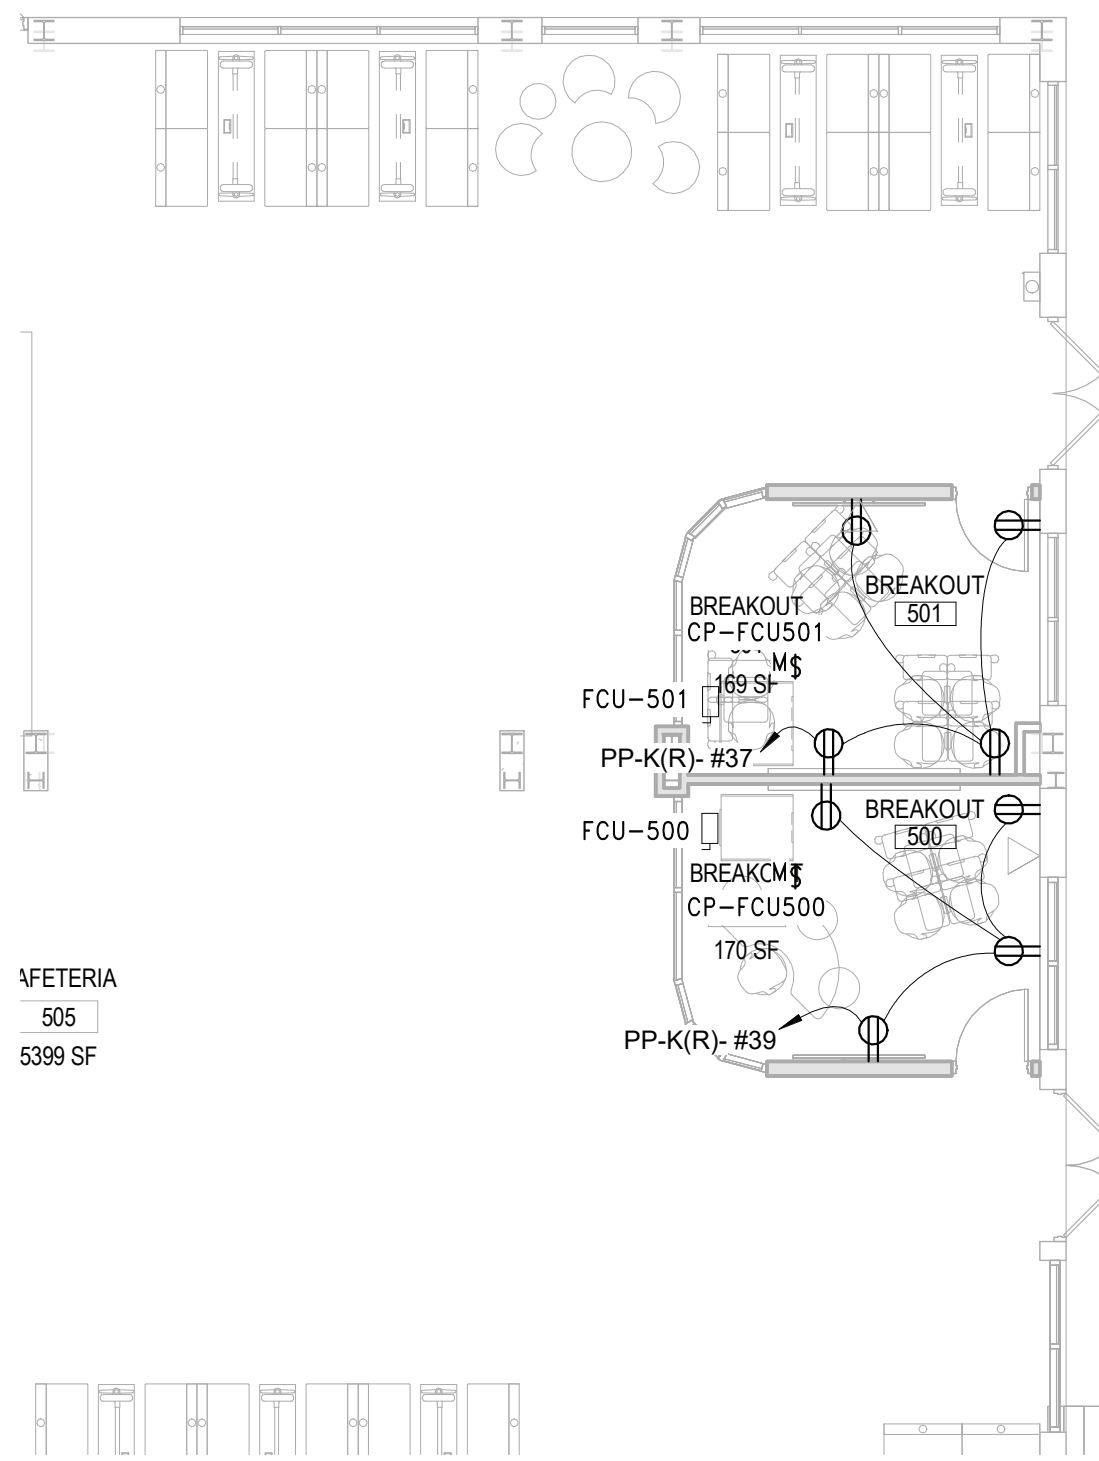 BREAKOUT
501
BREAKOUT
CP-FCU501
M$
169 SF
FCU-501
PP-K(R)- #37
BREAKOUT
500
FCU-500
M$
CP-FCU500
170 SF
AFETERIA
505
5399 SF
PP-K(R)- #39